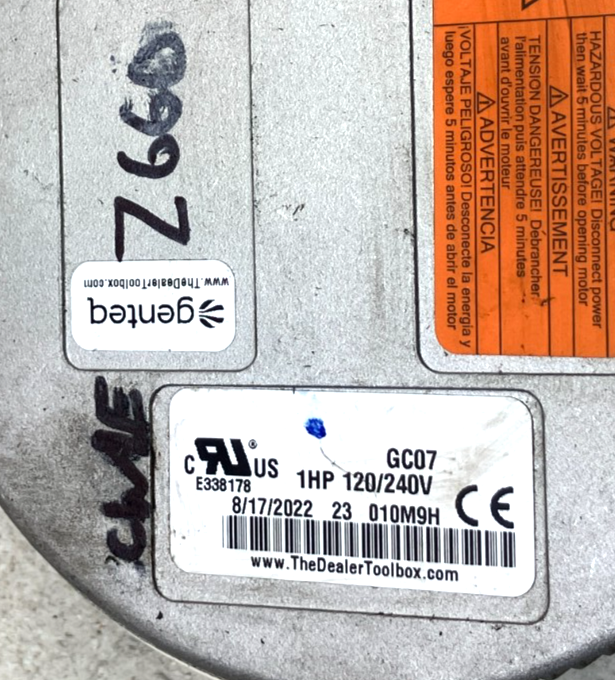 Z660
www.TheDealerToolbox.com
genteq
HAZARDOUS VOLTAGE! Disconnect power
then wait 5 minutes before opening motor
⚠ AVERTISSEMENT
TENSION DANGEREUSE! Débrancher
l'alimentation puis attendre 5 minutes
avant d'ouvrir le moteur
⚠ ADVERTENCIA
¡VOLTAJE PELIGROSO! Desconecte la energía y
luego espere 5 minutos antes de abrir el motor
c RU ® US
E338178
GC07
1HP 120/240V
8/17/2022 23 010M9H
CE
www.TheDealerToolbox.com